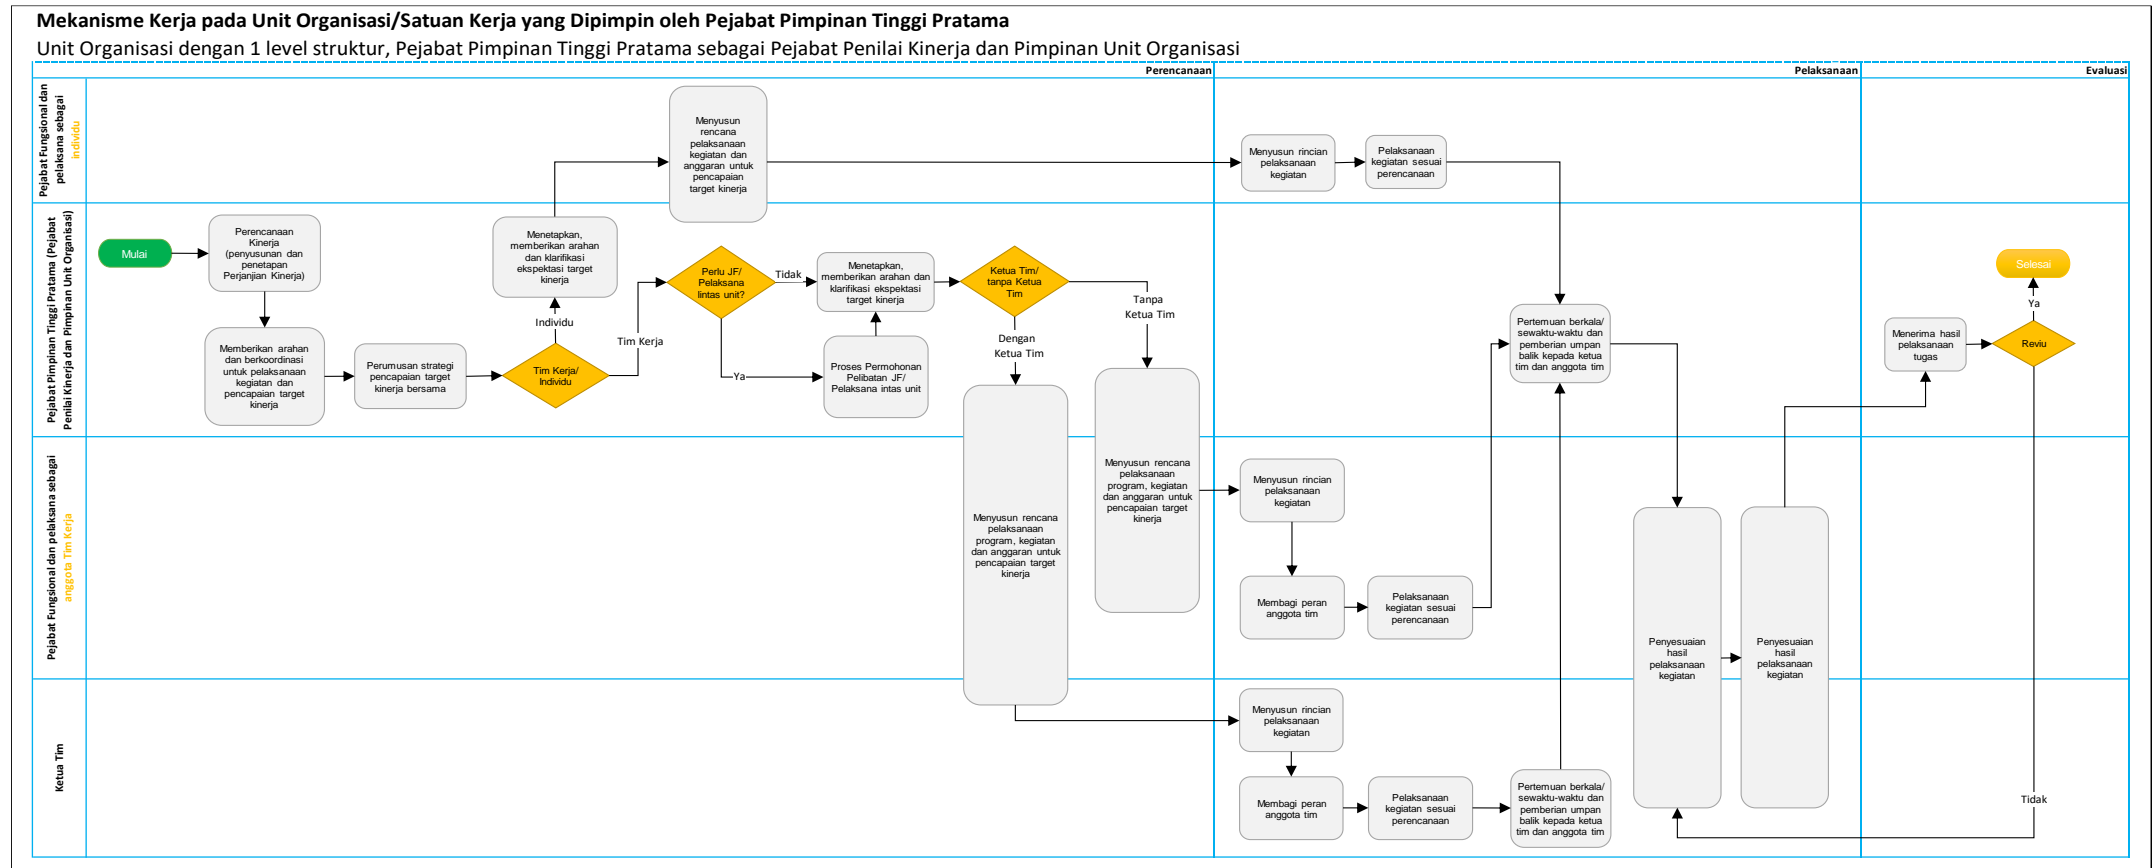 Mekanisme Kerja pada Unit Organisasi/Satuan Kerja yang Dipimpin oleh Pejabat Pimpinan Tinggi Pratama
Unit Organisasi dengan 1 level struktur, Pejabat Pimpinan Tinggi Pratama sebagai Pejabat Penilai Kinerja dan Pimpinan Unit Organisasi
Perencanaan
Pelaksanaan
Evaluasi
Pejabat Fungsional dan
pelaksana sebagai
individu
Menyusun
rencana
pelaksanaan
kegiatan dan
anggaran untuk
pencapaian
target kinerja
Menyusun rincian
pelaksanaan
kegiatan
Pelaksanaan
kegiatan sesuai
perencanaan
Pejabat Pimpinan Tinggi Pratama (Pejabat
Penilai Kinerja dan Pimpinan Unit Organisasi)
Mulai
Perencanaan
Kinerja
(penyusunan dan
penetapan
Perjanjian Kinerja)
Memberikan arahan
dan berkoordinasi
untuk pelaksanaan
kegiatan dan
pencapaian target
kinerja
Perumusan strategi
pencapaian target
kinerja bersama
Tim Kerja/
Individu
Individu
Tim Kerja
Menetapkan,
memberikan arahan
dan klarifikasi
ekspektasi target
kinerja
Perlu JF/
Pelaksana
lintas unit?
Tidak
Ya
Menetapkan,
memberikan arahan dan
klarifikasi ekspektasi
target kinerja
Proses Permohonan
Pelibatan JF/
Pelaksana intas unit
Ketua Tim/
tanpa Ketua
Tim
Dengan
Ketua Tim
Tanpa
Ketua Tim
Pertemuan berkala/
sewaktu-waktu dan
pemberian umpan
balik kepada ketua
tim dan anggota tim
Menerima hasil
pelaksanaan
tugas
Reviu
Ya
Selesai
Tidak
Pejabat Fungsional dan pelaksana sebagai
anggota Tim Kerja
Menyusun rencana
pelaksanaan
program, kegiatan
dan anggaran untuk
pencapaian target
kinerja
Menyusun rencana
pelaksanaan
program, kegiatan
dan anggaran untuk
pencapaian target
kinerja
Menyusun rincian
pelaksanaan
kegiatan
Membagi peran
anggota tim
Pelaksanaan
kegiatan sesuai
perencanaan
Penyesuaian
hasil
pelaksanaan
kegiatan
Penyesuaian
hasil
pelaksanaan
kegiatan
Ketua Tim
Menyusun rincian
pelaksanaan
kegiatan
Membagi peran
anggota tim
Pelaksanaan
kegiatan sesuai
perencanaan
Pertemuan berkala/
sewaktu-waktu dan
pemberian umpan
balik kepada ketua
tim dan anggota tim